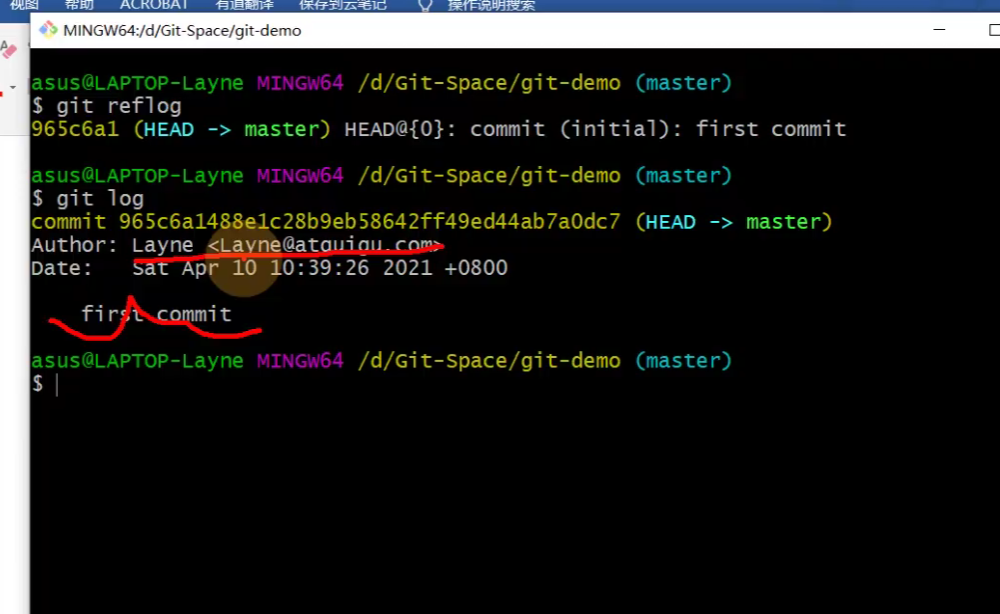 视图 帮助 ACROBAT 有道翻译 保存到云笔记 操作说明搜索
MINGW64:/d/Git-Space/git-demo
asus@LAPTOP-Layne MINGW64 /d/Git-Space/git-demo (master)
$ git reflog
965c6a1 (HEAD -> master) HEAD@{0}: commit (initial): first commit
asus@LAPTOP-Layne MINGW64 /d/Git-Space/git-demo (master)
$ git log
commit 965c6a1488e1c28b9eb58642ff49ed44ab7a0dc7 (HEAD -> master)
Author: Layne <Layne@atguigu.com>
Date: Sat Apr 10 10:39:26 2021 +0800
first commit
asus@LAPTOP-Layne MINGW64 /d/Git-Space/git-demo (master)
$